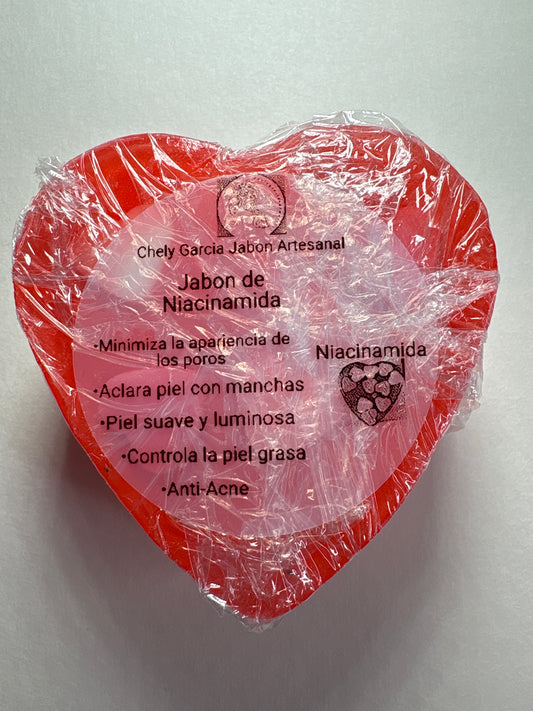 Chely Garcia Jabon Artesanal
Jabon de
Niacinamida
•Minimiza la apariencia de
los poros
•Aclara piel con manchas
•Piel suave y luminosa
•Controla la piel grasa
•Anti-Acne
Niacinamida